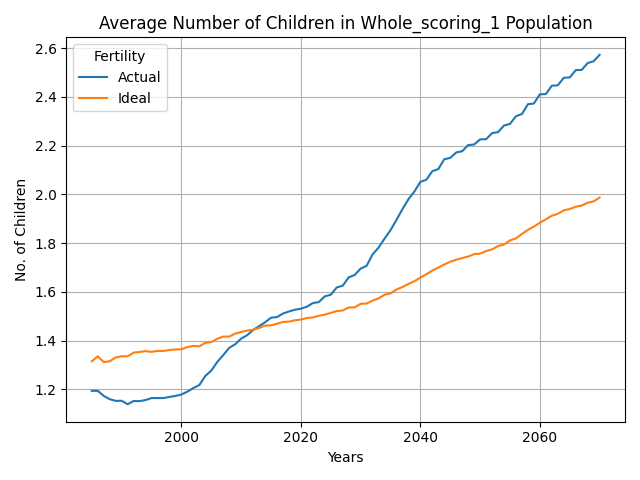 Average Number of Children in Whole_scoring_1 Population
Fertility
Actual
Ideal
No. of Children
2.6
2.4
2.2
2.0
1.8
1.6
1.4
1.2
2000
2020
2040
2060
Years